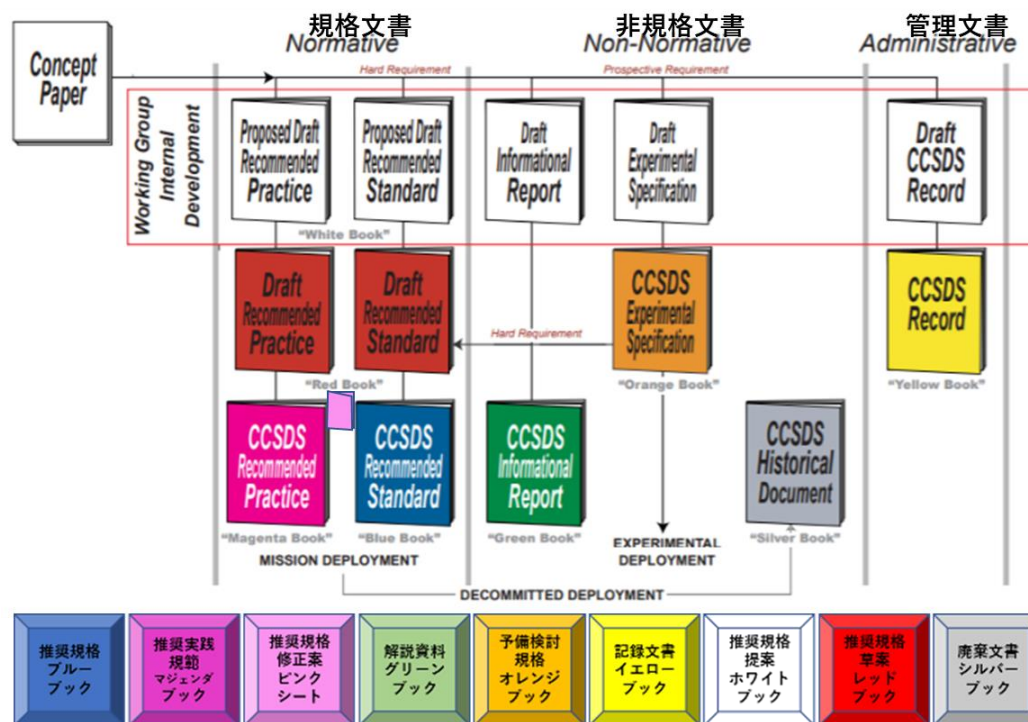 規格文書
非規格文書
管理文書
Normative
Non-Normative
Administrative
Concept
Paper
Hard Requirement
Prospective Requirement
Working Group
Internal
Development
Proposed Draft
Recommended
Practice
Proposed Draft
Recommended
Standard
Draft
Informational
Report
Draft
Experimental
Specification
Draft
CCSDS
Record
"White Book"
Draft
Recommended
Practice
Draft
Recommended
Standard
Hard Requirement
CCSDS
Experimental
Specification
CCSDS
Record
"Red Book"
"Orange Book"
"Yellow Book"
CCSDS
Recommended
Practice
CCSDS
Recommended
Standard
CCSDS
Informational
Report
CCSDS
Historical
Document
"Magenta Book"
"Blue Book"
"Green Book"
EXPERIMENTAL
DEPLOYMENT
"Silver Book"
MISSION DEPLOYMENT
DECOMMITTED DEPLOYMENT
推奨規格
ブルー
ブック
推奨実践
規範
マジェンダ
ブック
推奨規格
修正案
ピンク
シート
解説資料
グリーン
ブック
予備検討
規格
オレンジ
ブック
記録文書
イエロー
ブック
推奨規格
提案
ホワイト
ブック
推奨規格
草案
レッド
ブック
廃棄文書
シルバー
ブック